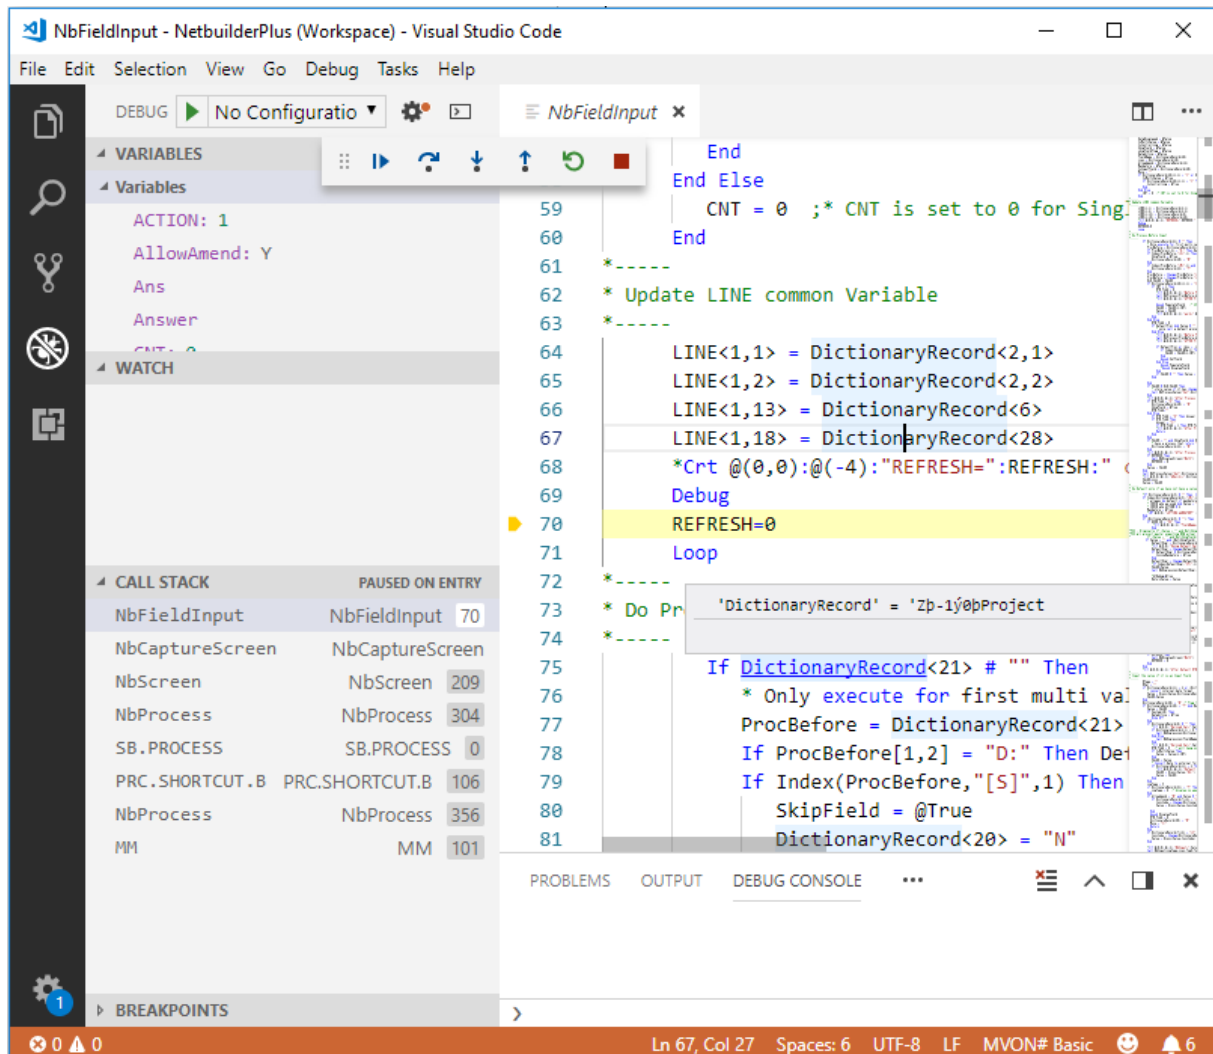 NbFieldInput - NetbuilderPlus (Workspace) - Visual Studio Code
File Edit Selection View Go Debug Tasks Help
DEBUG No Configuratio
VARIABLES
Variables
ACTION: 1
AllowAmend: Y
Ans
Answer
CNT: 0
WATCH
CALL STACK PAUSED ON ENTRY
NbFieldInput NbFieldInput 70
NbCaptureScreen NbCaptureScreen
NbScreen NbScreen 209
NbProcess NbProcess 304
SB.PROCESS SB.PROCESS 0
PRC.SHORTCUT.B PRC.SHORTCUT.B 106
NbProcess NbProcess 356
MM MM 101
BREAKPOINTS
NbFieldInput
End
End Else
59 CNT = 0 ;* CNT is set to 0 for Singl
60 End
61 *-----
62 * Update LINE common Variable
63 *-----
64 LINE<1,1> = DictionaryRecord<2,1>
65 LINE<1,2> = DictionaryRecord<2,2>
66 LINE<1,13> = DictionaryRecord<6>
67 LINE<1,18> = DictionaryRecord<28>
68 *Crt @(0,0):@(-4):"REFRESH=":REFRESH:"
69 Debug
70 REFRESH=0
71 Loop
72 *-----
73 * Do Pr
'DictionaryRecord' = 'Zþ-1ý0þProject
74 *-----
75 If DictionaryRecord<21> # "" Then
76 * Only execute for first multi val
77 ProcBefore = DictionaryRecord<21>
78 If ProcBefore[1,2] = "D:" Then Def
79 If Index(ProcBefore,"[S]",1) Then
80 SkipField = @True
81 DictionaryRecord<20> = "N"
PROBLEMS OUTPUT DEBUG CONSOLE
1
0 0 Ln 67, Col 27 Spaces: 6 UTF-8 LF MVON# Basic 6